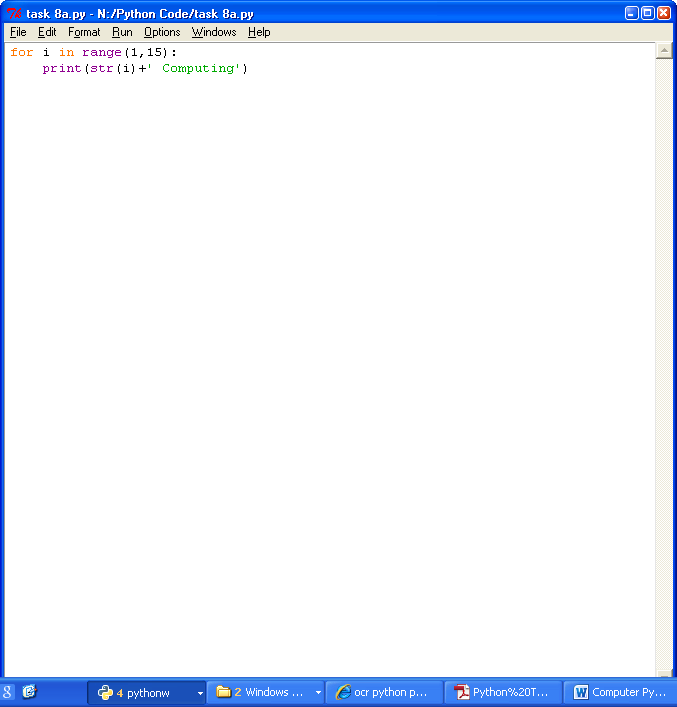 task 8a.py - N:/Python Code/task 8a.py
File Edit Format Run Options Windows Help
for i in range(1,15):
    print(str(i)+' Computing')
4 pythonw 2 Windows ... ocr python p... Python%20T... Computer Py...